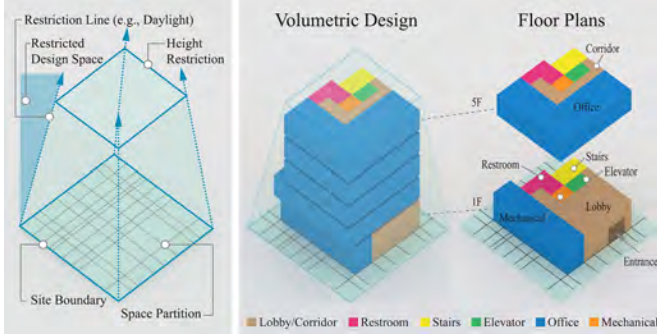 Restriction Line (e.g., Daylight)
Restricted
Design Space
Height
Restriction
Site Boundary
Space Partition
Volumetric Design
Floor Plans
Corridor
Office
5F
Stairs
Restroom
Elevator
1F
Lobby
Mechanical
Entrance
Lobby/Corridor
Restroom
Stairs
Elevator
Office
Mechanical